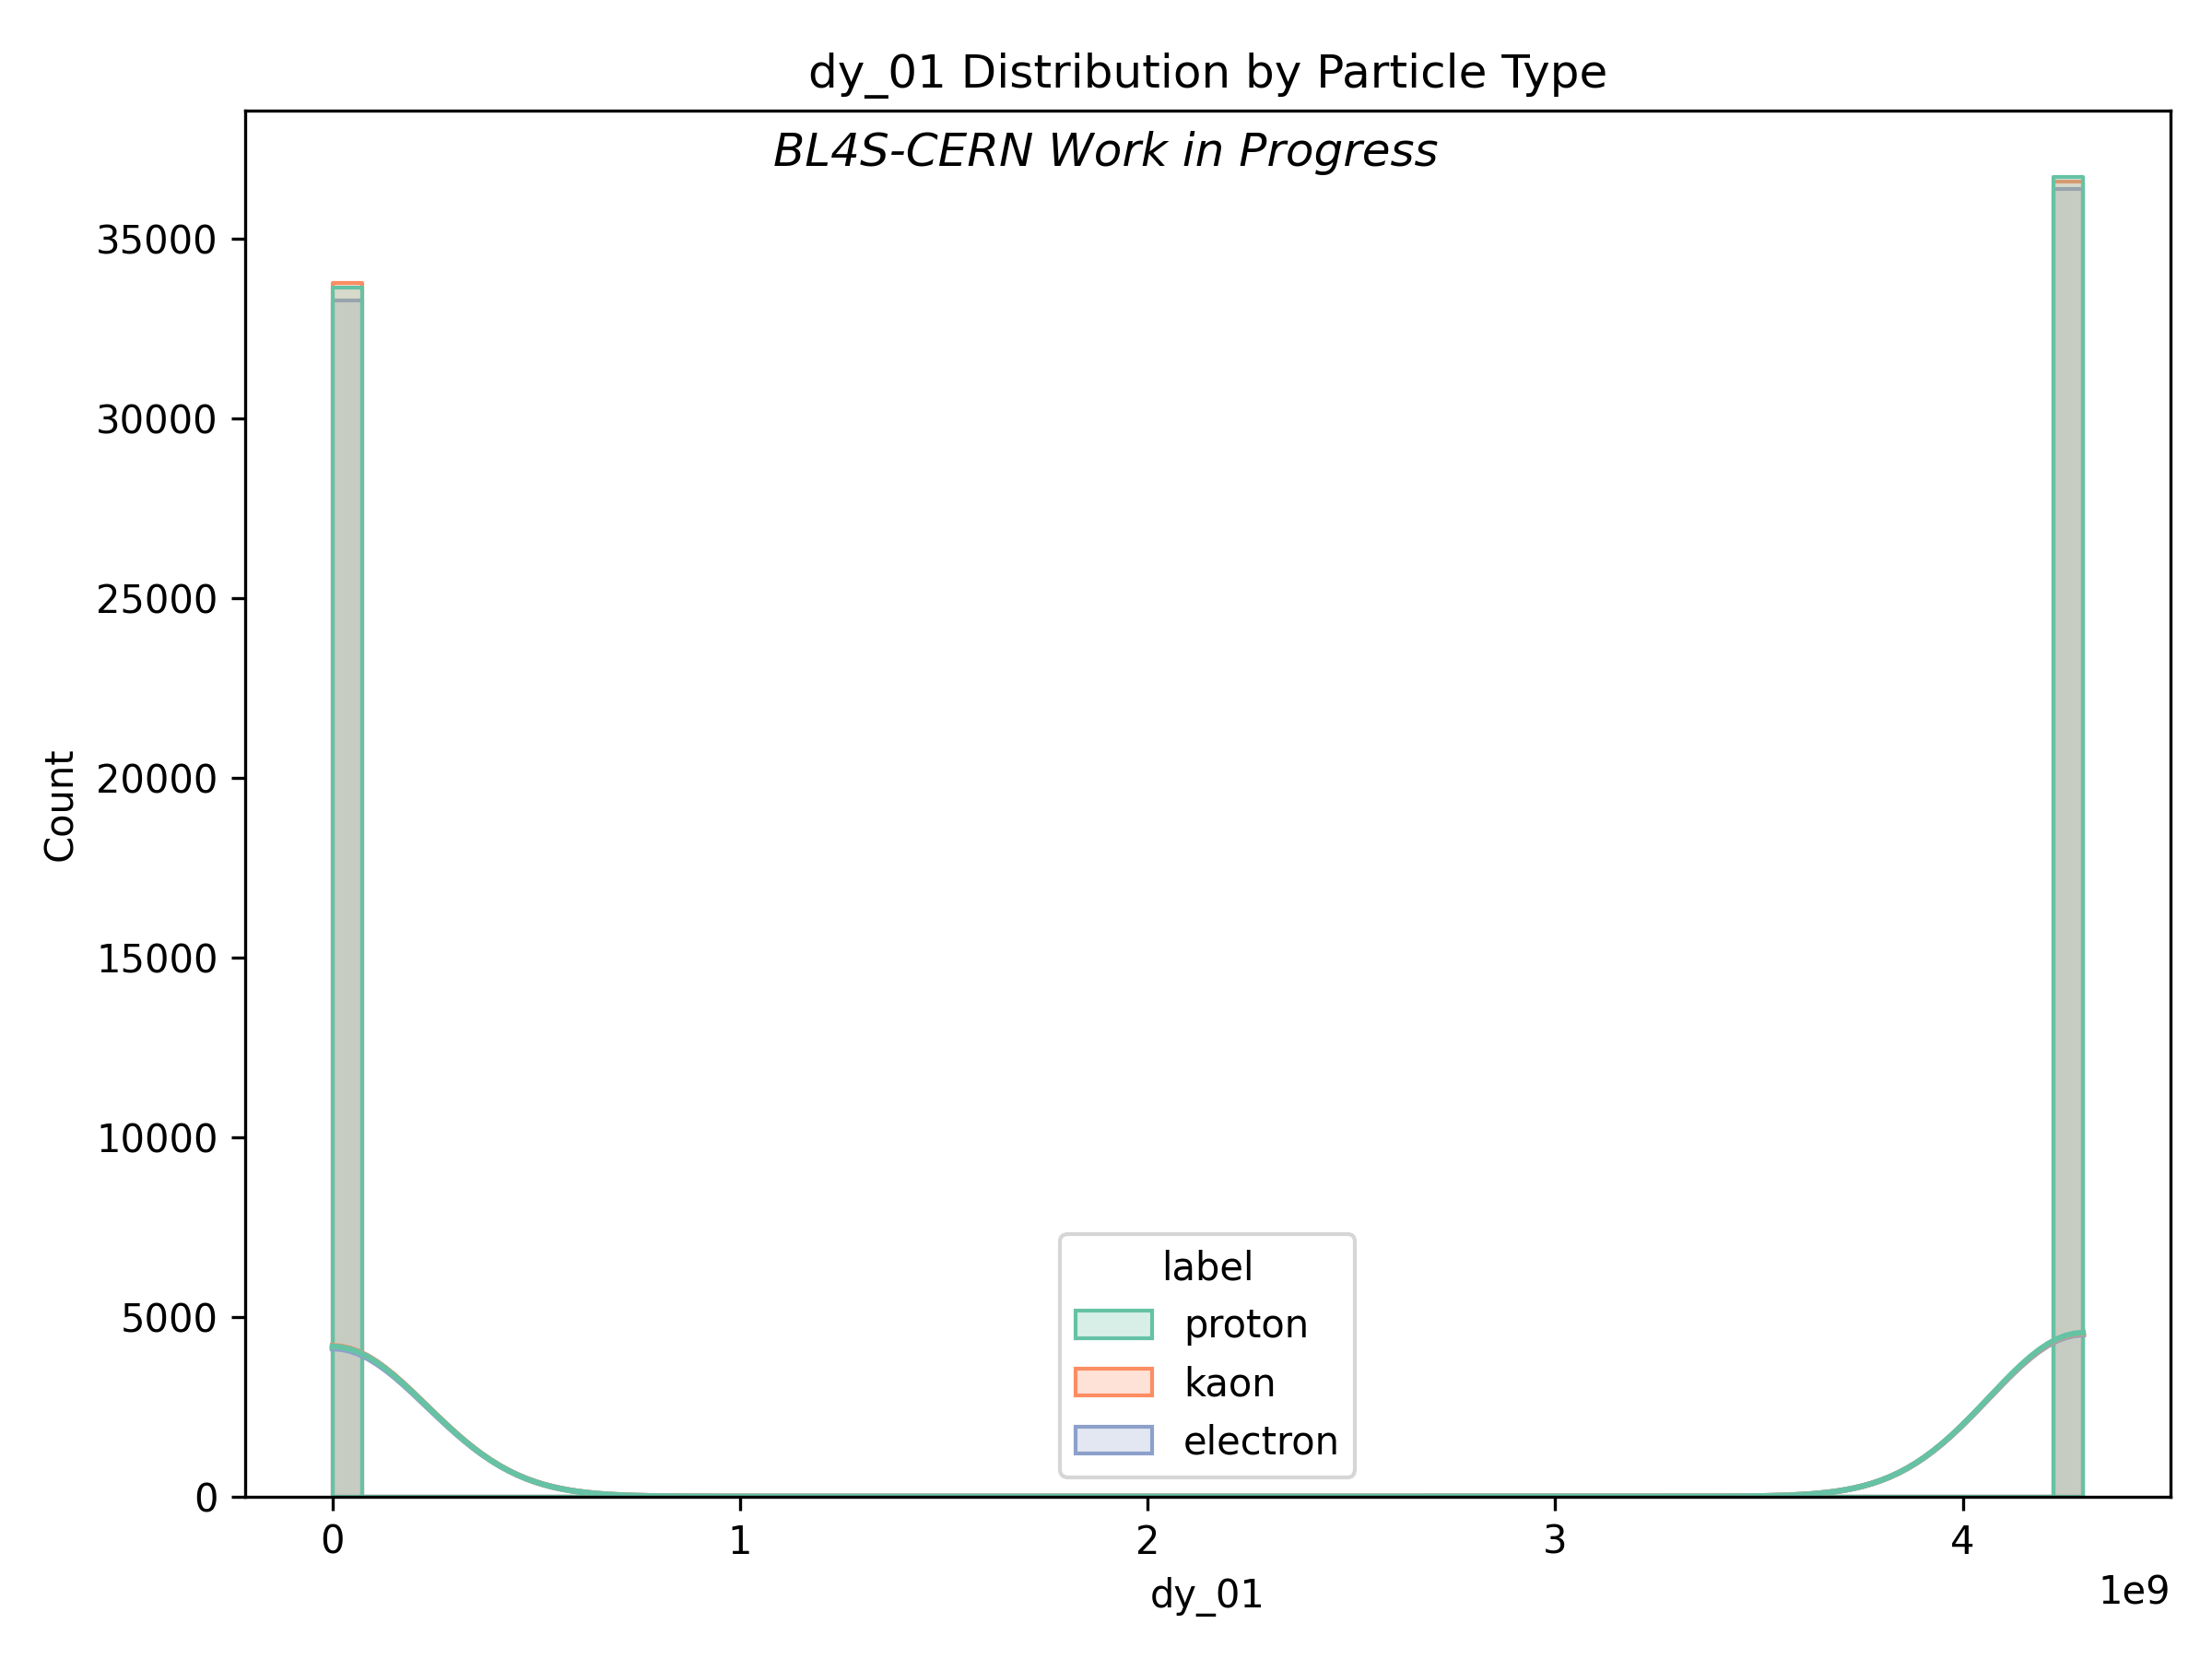 dy_01 Distribution by Particle Type
BL4S-CERN Work in Progress
35000
30000
25000
20000
15000
10000
5000
0
Count
label
proton
kaon
electron
0 1 2 3 4
1e9
dy_01